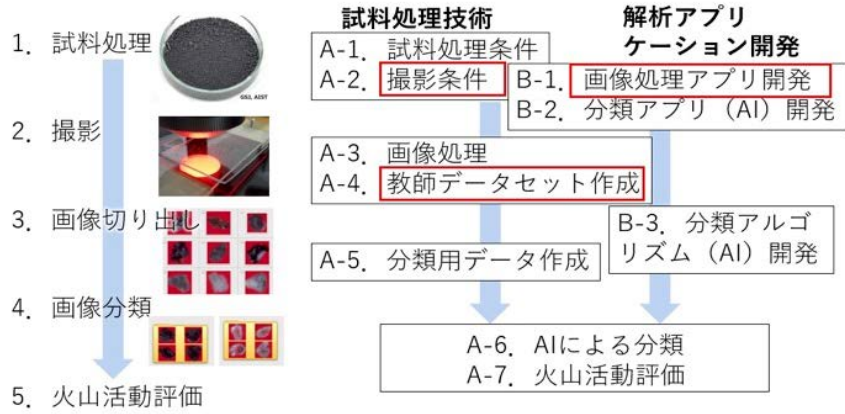 1. 試料処理
GSJ, AIST
2. 撮影
3. 画像切り出し
4. 画像分類
5. 火山活動評価
試料処理技術
A-1. 試料処理条件
A-2. 撮影条件
A-3. 画像処理
A-4. 教師データセット作成
A-5. 分類用データ作成
解析アプリ
ケーション開発
B-1. 画像処理アプリ開発
B-2. 分類アプリ（AI）開発
B-3. 分類アルゴ
リズム（AI）開発
A-6. AIによる分類
A-7. 火山活動評価